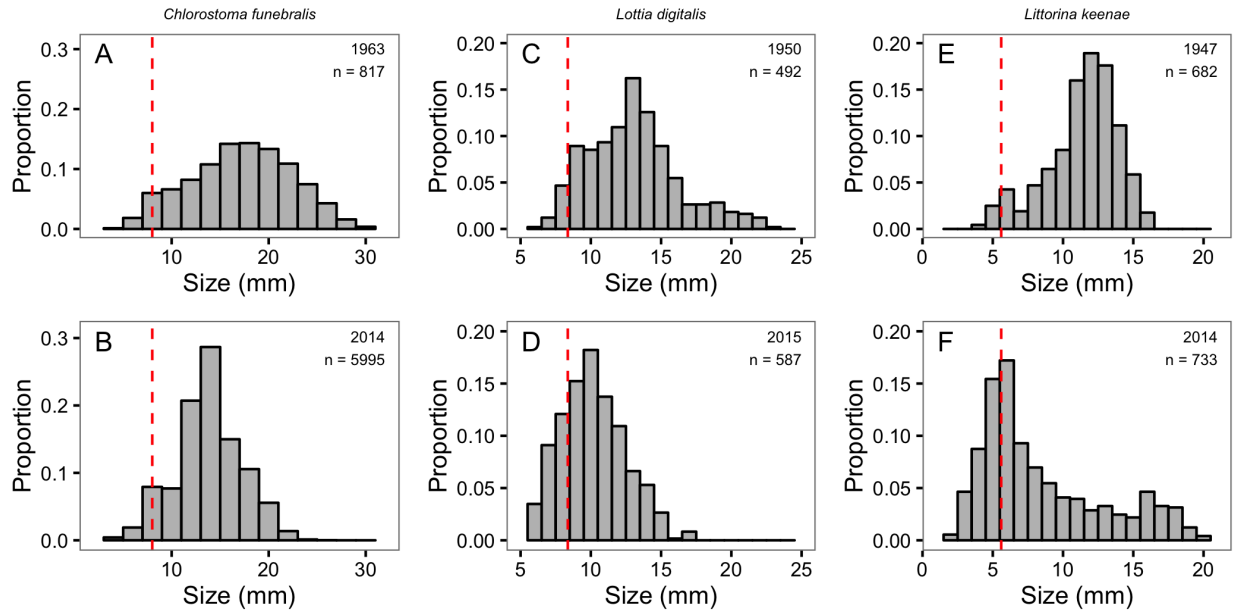 Chlorostoma funebralis
Lottia digitalis
Littorina keenae
A
1963
n = 817
0.3
0.2
0.1
0.0
Proportion
10 20 30
Size (mm)
C
1950
n = 492
0.20
0.15
0.10
0.05
0.00
Proportion
5 10 15 20 25
Size (mm)
E
1947
n = 682
0.20
0.15
0.10
0.05
0.00
Proportion
0 5 10 15 20
Size (mm)
B
2014
n = 5995
0.3
0.2
0.1
0.0
Proportion
10 20 30
Size (mm)
D
2015
n = 587
0.20
0.15
0.10
0.05
0.00
Proportion
5 10 15 20 25
Size (mm)
F
2014
n = 733
0.20
0.15
0.10
0.05
0.00
Proportion
0 5 10 15 20
Size (mm)